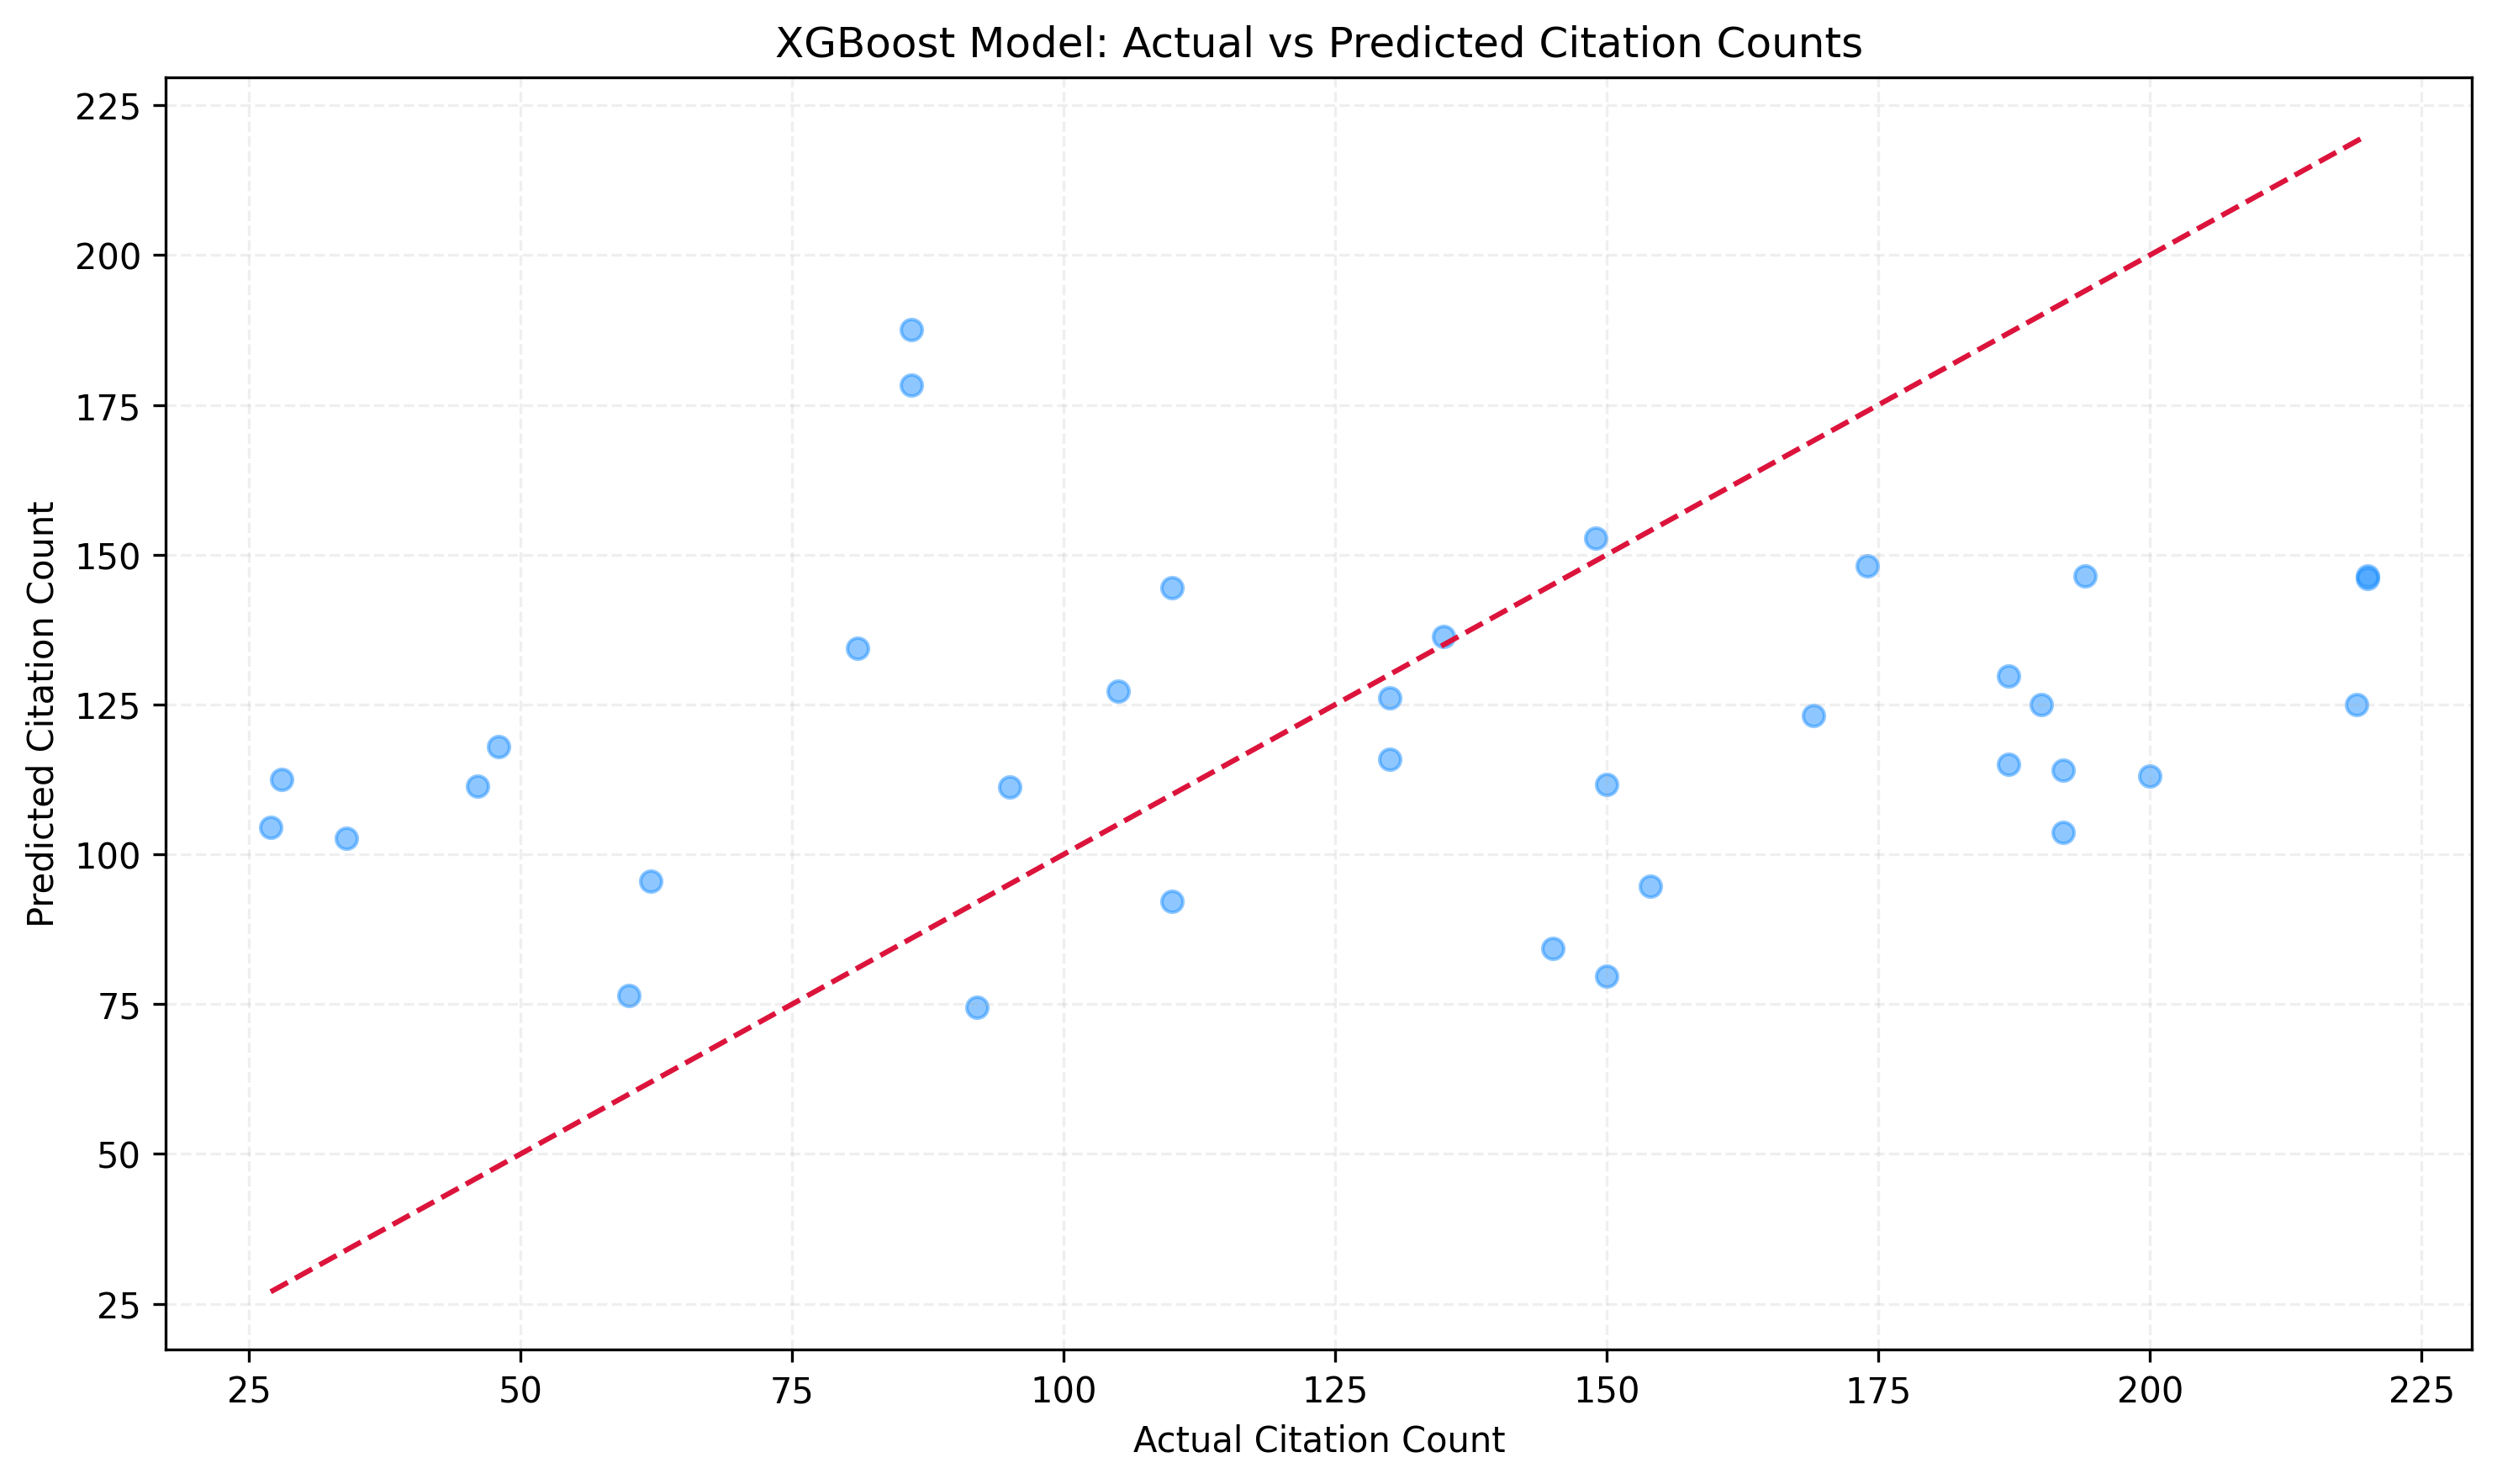 XGBoost Model: Actual vs Predicted Citation Counts
225
200
175
150
125
100
75
50
25
Predicted Citation Count
25 50 75 100 125 150 175 200 225
Actual Citation Count